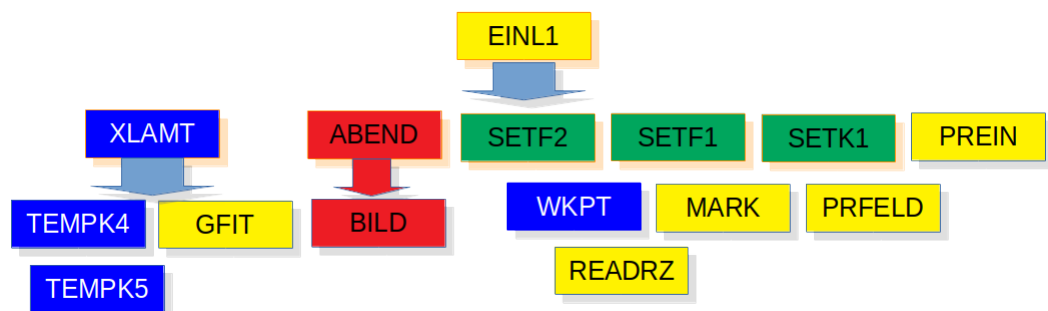 EINL1
XLAMT ABEND SETF2 SETF1 SETK1 PREIN
TEMPK4 GFIT BILD WKPT MARK PRFELD
TEMPK5 READRZ